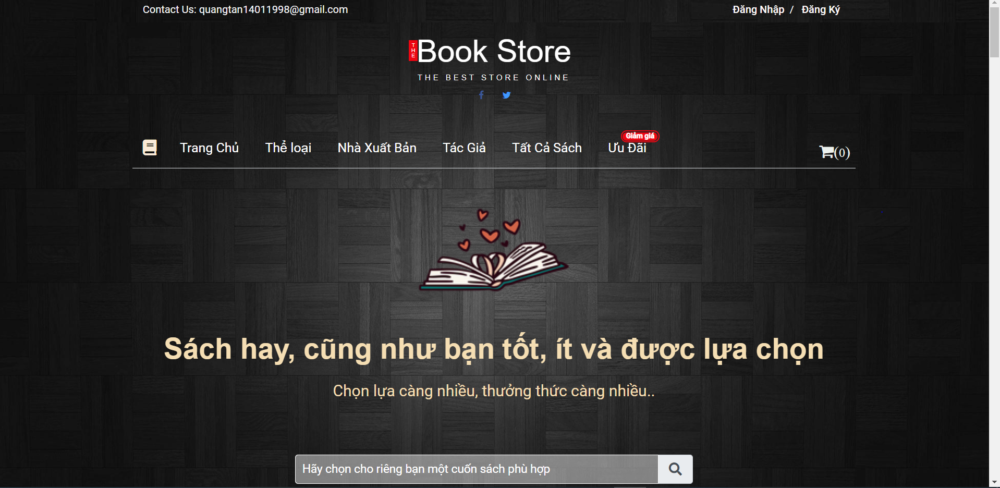 Contact Us: quangtan14011998@gmail.com
Đăng Nhập / Đăng Ký
THE Book Store
THE BEST STORE ONLINE
Giảm giá
Trang Chủ Thể loại Nhà Xuất Bản Tác Giả Tất Cả Sách Ưu Đãi (0)
Sách hay, cũng như bạn tốt, ít và được lựa chọn
Chọn lựa càng nhiều, thưởng thức càng nhiều..
Hãy chọn cho riêng bạn một cuốn sách phù hợp